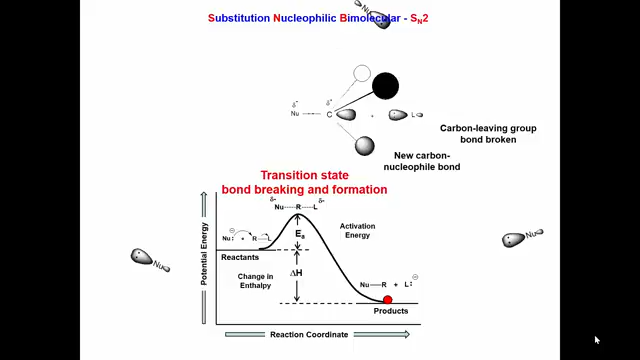 Substitution Nucleophilic Bimolecular - SN2
Nu
δ- δ+
Nu C + L
Carbon-leaving group
bond broken
New carbon-
nucleophile bond
Transition state
bond breaking and formation
δ- δ-
Nu R L
Potential Energy
Nu: + R—L
Ea
Activation
Energy
Reactants
Change in
Enthalpy
ΔH
Nu—R + L:
Products
Reaction Coordinate
Nu
Nu